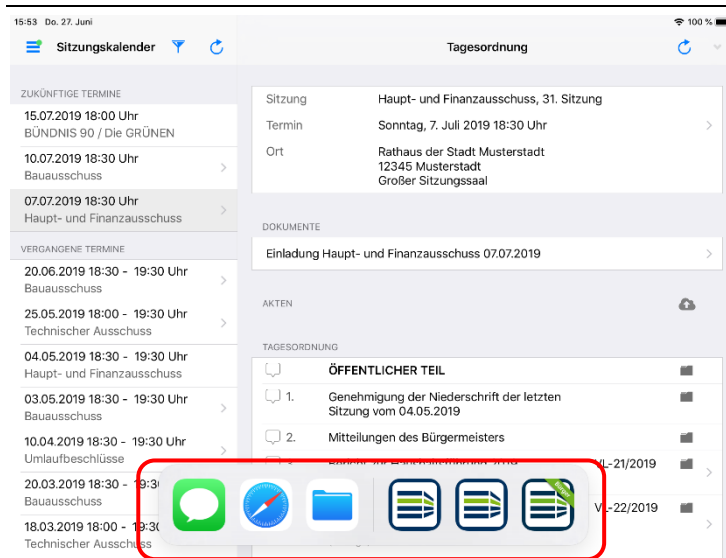 15:53 Do. 27. Juni
100 %
Sitzungskalender
Tagesordnung
ZUKÜNFTIGE TERMINE
15.07.2019 18:00 Uhr
BÜNDNIS 90 / Die GRÜNEN
10.07.2019 18:30 Uhr
Bauausschuss
07.07.2019 18:30 Uhr
Haupt- und Finanzausschuss
VERGANGENE TERMINE
20.06.2019 18:30 - 19:30 Uhr
Bauausschuss
25.05.2019 18:00 - 19:30 Uhr
Technischer Ausschuss
04.05.2019 18:30 - 19:30 Uhr
Haupt- und Finanzausschuss
03.05.2019 18:30 - 19:30 Uhr
Bauausschuss
10.04.2019 18:30 - 19:30 Uhr
Umlaufbeschlüsse
20.03.2019 18:30 - 19:30
Bauausschuss
18.03.2019 18:00 - 19:30
Technischer Ausschuss
Sitzung Haupt- und Finanzausschuss, 31. Sitzung
Termin Sonntag, 7. Juli 2019 18:30 Uhr
Ort Rathaus der Stadt Musterstadt
12345 Musterstadt
Großer Sitzungssaal
DOKUMENTE
Einladung Haupt- und Finanzausschuss 07.07.2019
AKTEN
TAGESORDNUNG
ÖFFENTLICHER TEIL
1. Genehmigung der Niederschrift der letzten
Sitzung vom 04.05.2019
2. Mitteilungen des Bürgermeisters
VL-21/2019
VL-22/2019
Bürger